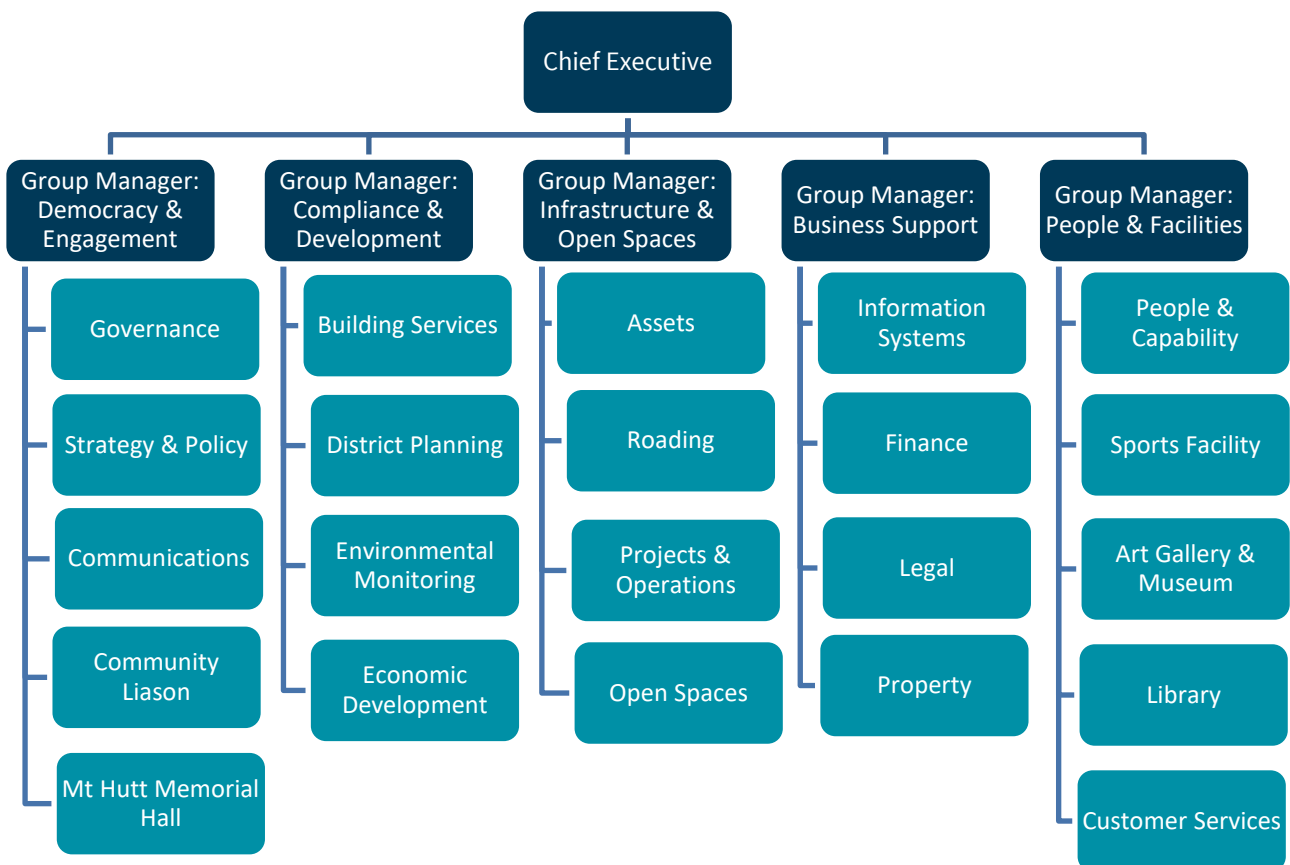 Chief Executive
Group Manager:
Democracy &
Engagement
Governance
Strategy & Policy
Communications
Community
Liason
Mt Hutt Memorial
Hall
Group Manager:
Compliance &
Development
Building Services
District Planning
Environmental
Monitoring
Economic
Development
Group Manager:
Infrastructure &
Open Spaces
Assets
Roading
Projects &
Operations
Open Spaces
Group Manager:
Business Support
Information
Systems
Finance
Legal
Property
Group Manager:
People & Facilities
People &
Capability
Sports Facility
Art Gallery &
Museum
Library
Customer Services